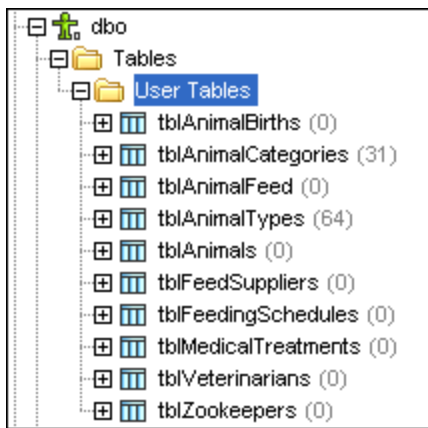 dbo
Tables
User Tables
tblAnimalBirths (0)
tblAnimalCategories (31)
tblAnimalFeed (0)
tblAnimalTypes (64)
tblAnimals (0)
tblFeedSuppliers (0)
tblFeedingSchedules (0)
tblMedicalTreatments (0)
tblVeterinarians (0)
tblZookeepers (0)